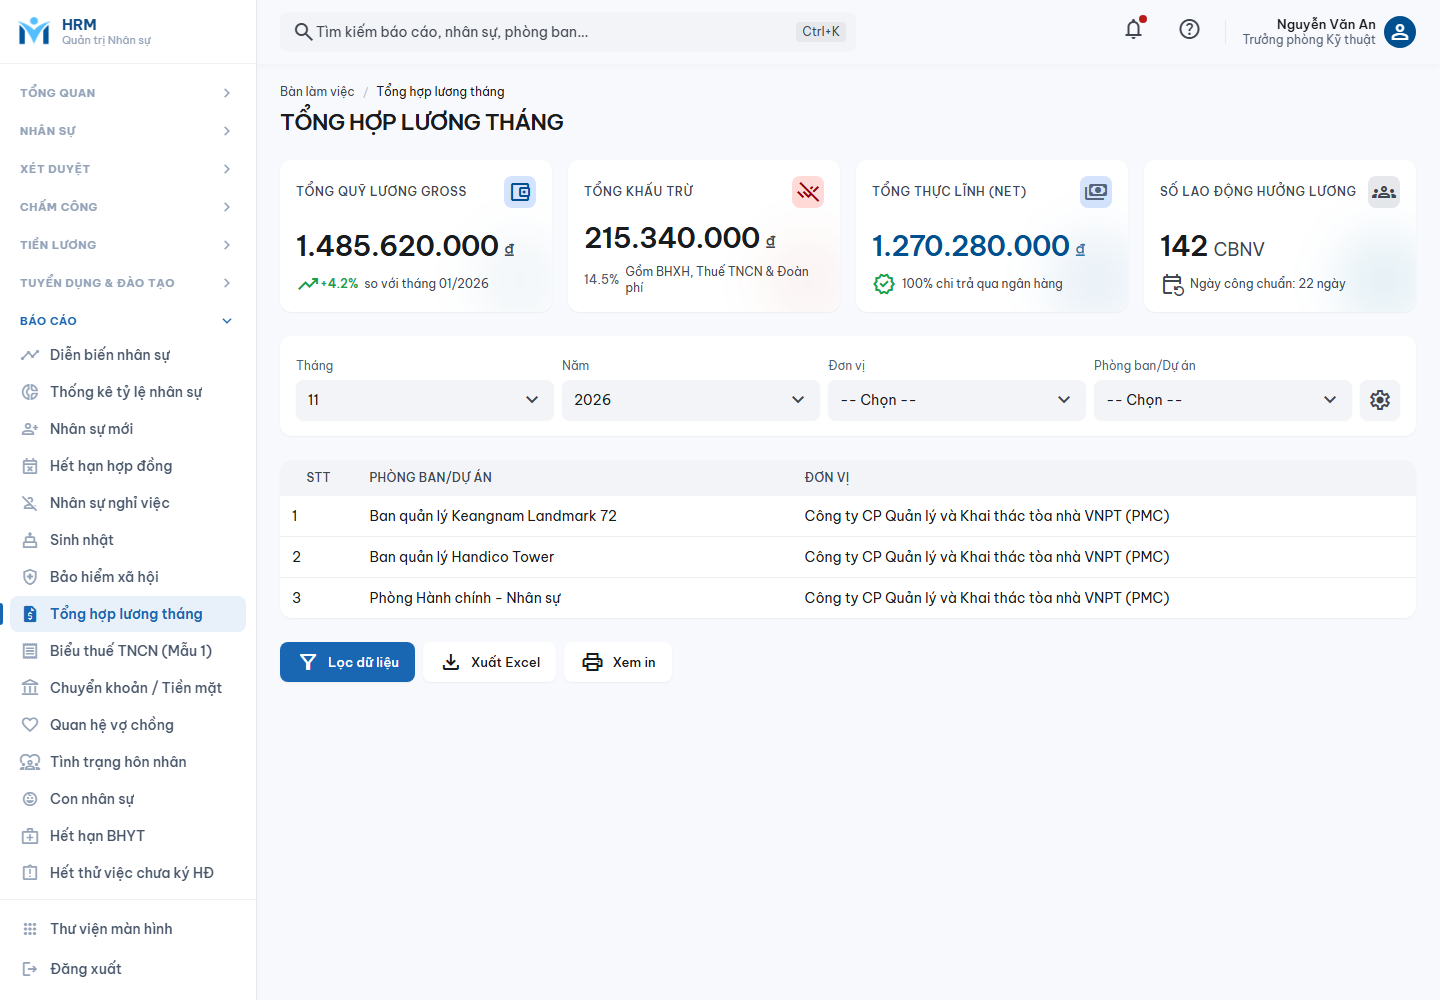 HRM
Quản trị Nhân sự
TỔNG QUAN
NHÂN SỰ
XÉT DUYỆT
CHẤM CÔNG
TIỀN LƯƠNG
TUYỂN DỤNG & ĐÀO TẠO
BÁO CÁO
Diễn biến nhân sự
Thống kê tỷ lệ nhân sự
Nhân sự mới
Hết hạn hợp đồng
Nhân sự nghỉ việc
Sinh nhật
Bảo hiểm xã hội
Tổng hợp lương tháng
Biểu thuế TNCN (Mẫu 1)
Chuyển khoản / Tiền mặt
Quan hệ vợ chồng
Tình trạng hôn nhân
Con nhân sự
Hết hạn BHYT
Hết thử việc chưa ký HĐ
Thư viện màn hình
Đăng xuất
Tìm kiếm báo cáo, nhân sự, phòng ban...
Ctrl+K
Nguyễn Văn An
Trưởng phòng Kỹ thuật
Bàn làm việc / Tổng hợp lương tháng
TỔNG HỢP LƯƠNG THÁNG
TỔNG QUỸ LƯƠNG GROSS
1.485.620.000 ₫
+4.2% so với tháng 01/2026
TỔNG KHẤU TRỪ
215.340.000 ₫
14.5% Gồm BHXH, Thuế TNCN & Đoàn phí
TỔNG THỰC LĨNH (NET)
1.270.280.000 ₫
100% chi trả qua ngân hàng
SỐ LAO ĐỘNG HƯỞNG LƯƠNG
142 CBNV
Ngày công chuẩn: 22 ngày
Tháng
11
Năm
2026
Đơn vị
-- Chọn --
Phòng ban/Dự án
-- Chọn --
STT PHÒNG BAN/DỰ ÁN ĐƠN VỊ
1 Ban quản lý Keangnam Landmark 72 Công ty CP Quản lý và Khai thác tòa nhà VNPT (PMC)
2 Ban quản lý Handico Tower Công ty CP Quản lý và Khai thác tòa nhà VNPT (PMC)
3 Phòng Hành chính - Nhân sự Công ty CP Quản lý và Khai thác tòa nhà VNPT (PMC)
Lọc dữ liệu
Xuất Excel
Xem in